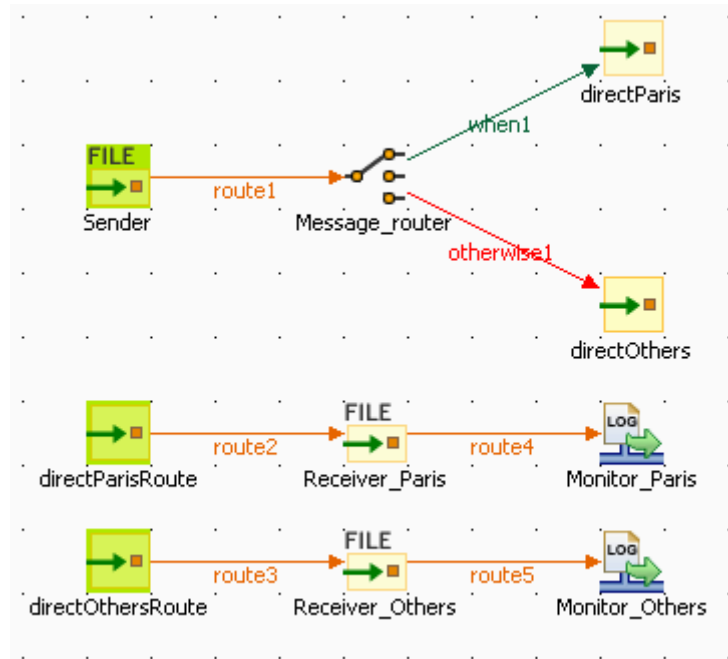 directParis
when1
FILE
route1
Sender
Message_router
otherwise1
directOthers
FILE
LOG
route2
route4
directParisRoute
Receiver_Paris
Monitor_Paris
FILE
LOG
route3
route5
directOthersRoute
Receiver_Others
Monitor_Others